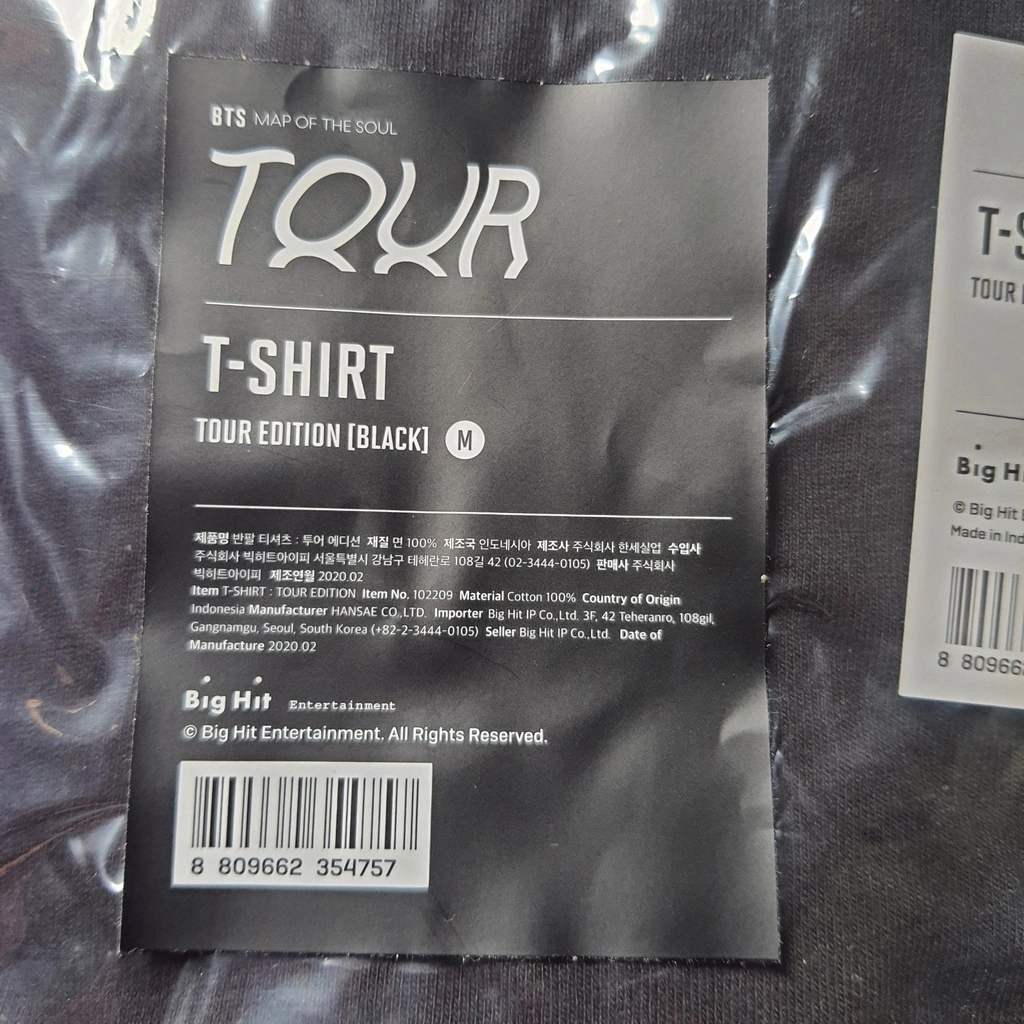 BTS MAP OF THE SOUL
TOUR
T-SHIRT
TOUR EDITION [BLACK] M
제품명 반팔 티셔츠 : 투어 에디션 재질 면 100% 제조국 인도네시아 제조사 주식회사 한세실업 수입사
주식회사 빅히트아이피 서울특별시 강남구 테헤란로 108길 42 (02-3444-0105) 판매사 주식회사
빅히트아이피 제조연월 2020.02
Item T-SHIRT : TOUR EDITION Item No. 102209 Material Cotton 100% Country of Origin
Indonesia Manufacturer HANSAE CO.,LTD. Importer Big Hit IP Co.,Ltd. 3F, 42 Teheranro, 108gil,
Gangnamgu, Seoul, South Korea (+82-2-3444-0105) Seller Big Hit IP Co.,Ltd. Date of
Manufacture 2020.02
Big Hit Entertainment
© Big Hit Entertainment. All Rights Reserved.
8 809662 354757
T-S
TOUR
Big H
© Big Hit
Made in Ind
8 80966